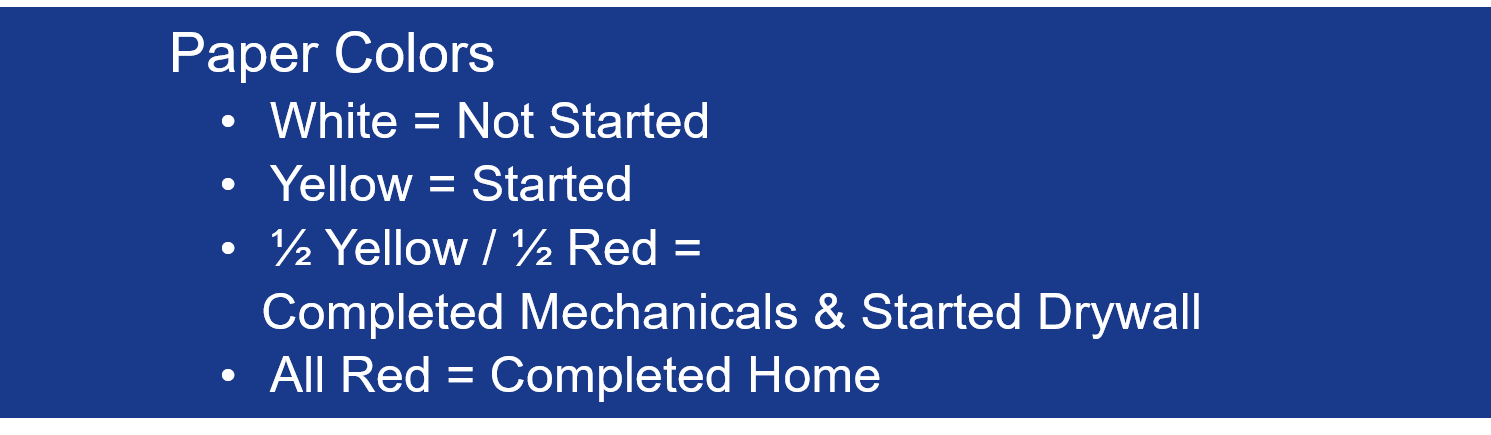 Paper Colors
• White = Not Started
• Yellow = Started
• ½ Yellow / ½ Red =
Completed Mechanicals & Started Drywall
• All Red = Completed Home